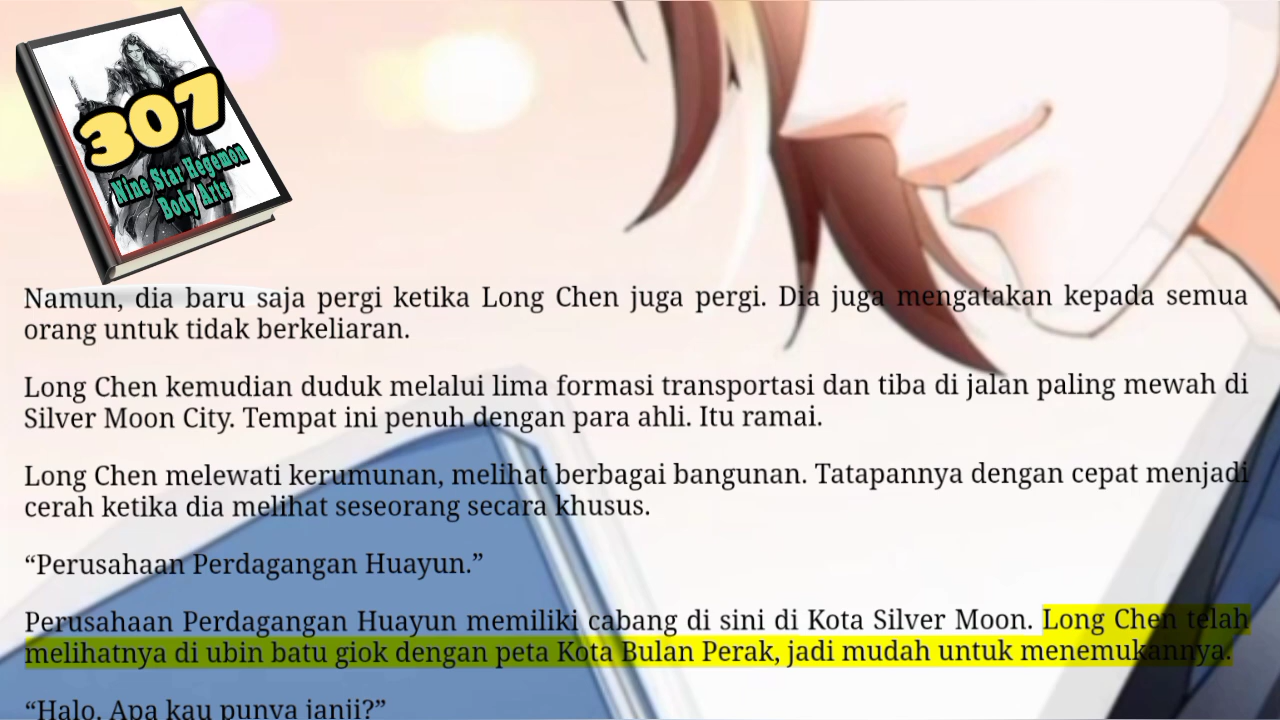 307
Nine Star Hegemon
Body Arts
Namun, dia baru saja pergi ketika Long Chen juga pergi. Dia juga mengatakan kepada semua
orang untuk tidak berkeliaran.
Long Chen kemudian duduk melalui lima formasi transportasi dan tiba di jalan paling mewah di
Silver Moon City. Tempat ini penuh dengan para ahli. Itu ramai.
Long Chen melewati kerumunan, melihat berbagai bangunan. Tatapannya dengan cepat menjadi
cerah ketika dia melihat seseorang secara khusus.
“Perusahaan Perdagangan Huayun.”
Perusahaan Perdagangan Huayun memiliki cabang di sini di Kota Silver Moon. Long Chen telah
melihatnya di ubin batu giok dengan peta Kota Bulan Perak, jadi mudah untuk menemukannya.
“Halo. Apa kau punya janji?”